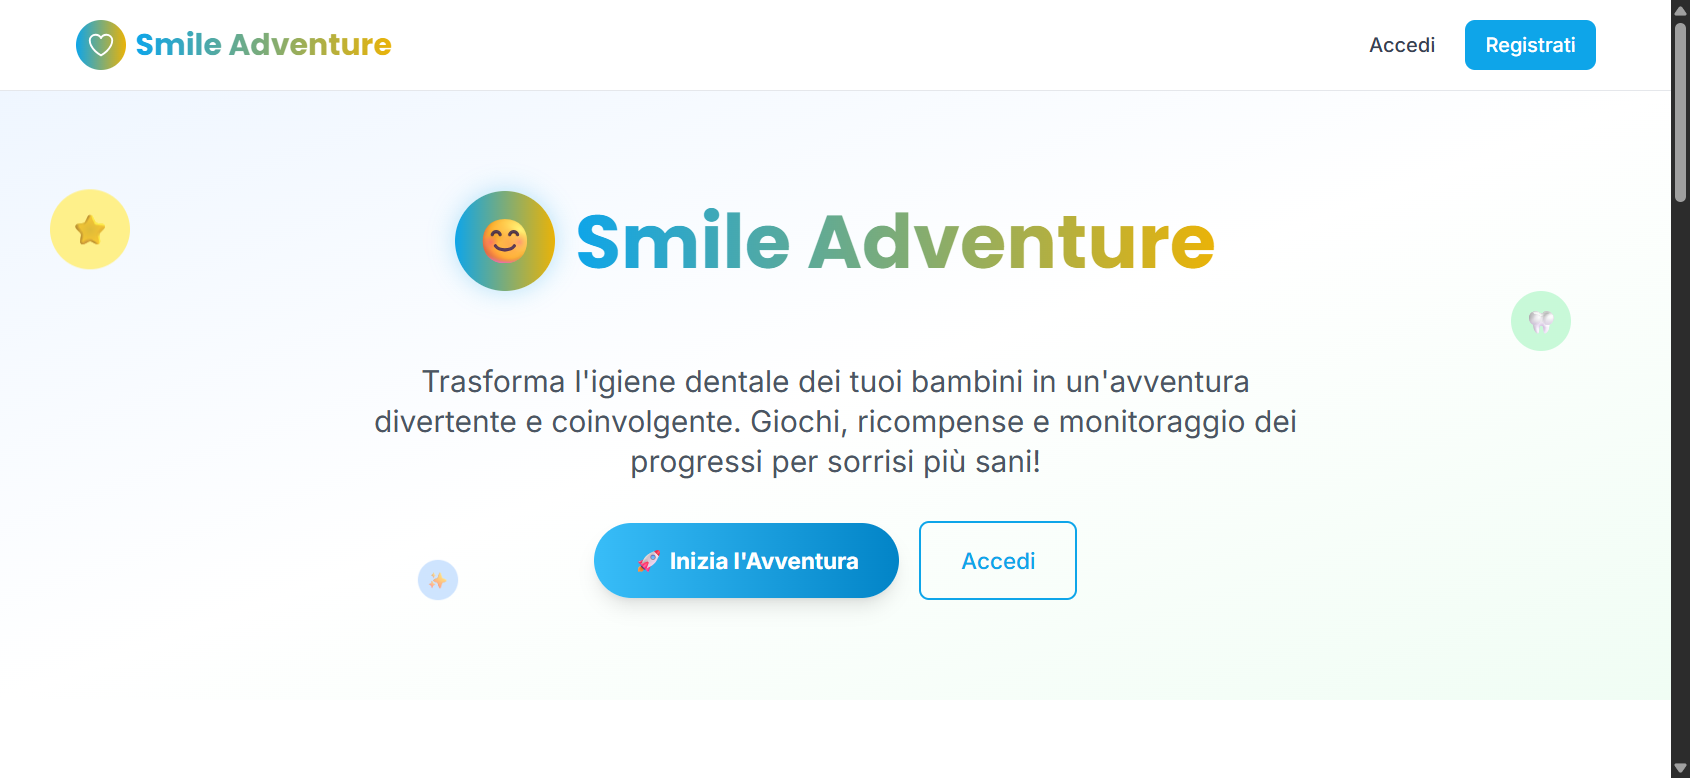 Smile Adventure
Accedi
Registrati
Smile Adventure
Trasforma l'igiene dentale dei tuoi bambini in un'avventura
divertente e coinvolgente. Giochi, ricompense e monitoraggio dei
progressi per sorrisi più sani!
🚀 Inizia l'Avventura
Accedi